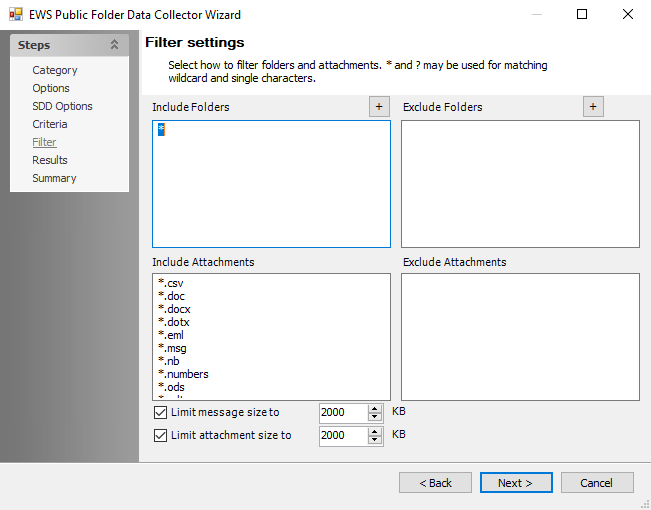 EWS Public Folder Data Collector Wizard
Steps
Category
Options
SDD Options
Criteria
Filter
Results
Summary
Filter settings
Select how to filter folders and attachments. * and ? may be used for matching
wildcard and single characters.
Include Folders
+
Exclude Folders
+
*
Include Attachments
Exclude Attachments
*.csv
*.doc
*.docx
*.dotx
*.eml
*.msg
*.nb
*.numbers
*.ods
Limit message size to 2000 KB
Limit attachment size to 2000 KB
< Back Next > Cancel